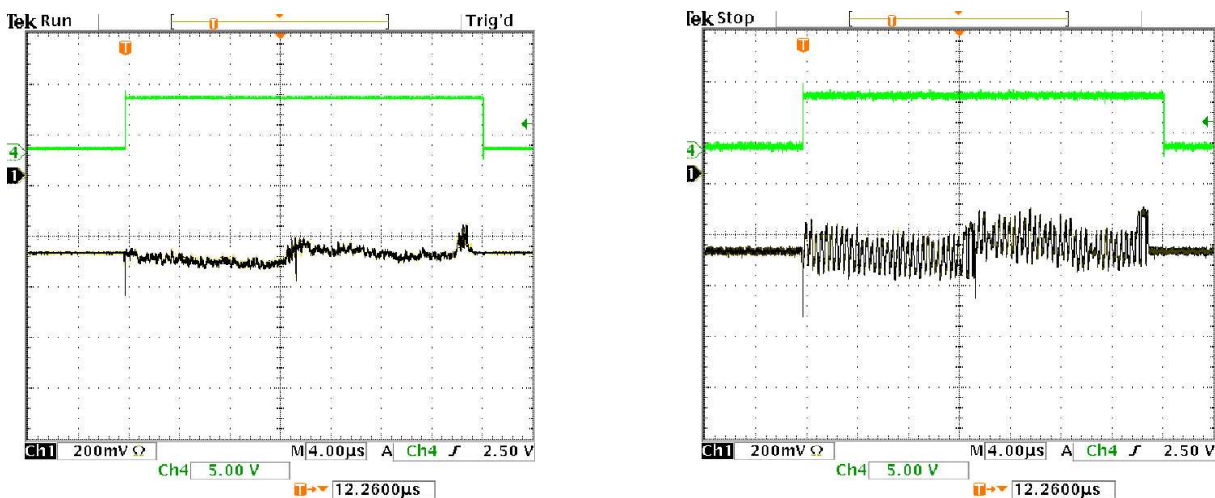 Tek Run Trig'd
T
4
1
Ch1 200mV Ω M 4.00µs A Ch4 ʃ 2.50 V
Ch4 5.00 V
T 12.2600µs
Tek Stop
T
4
1
Ch1 200mV Ω M 4.00µs A Ch4 ʃ 2.50 V
Ch4 5.00 V
T 12.2600µs